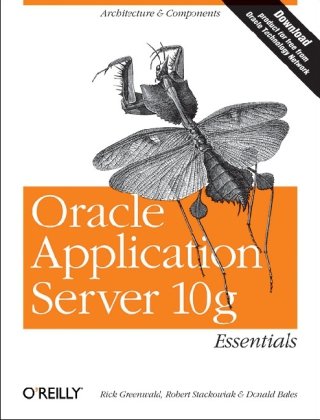 Architecture & Components
Download
product for free from
Oracle Technology Network
Oracle
Application
Server 10g
Essentials
O'REILLY®
Rick Greenwald, Robert Stackowiak & Donald Bales